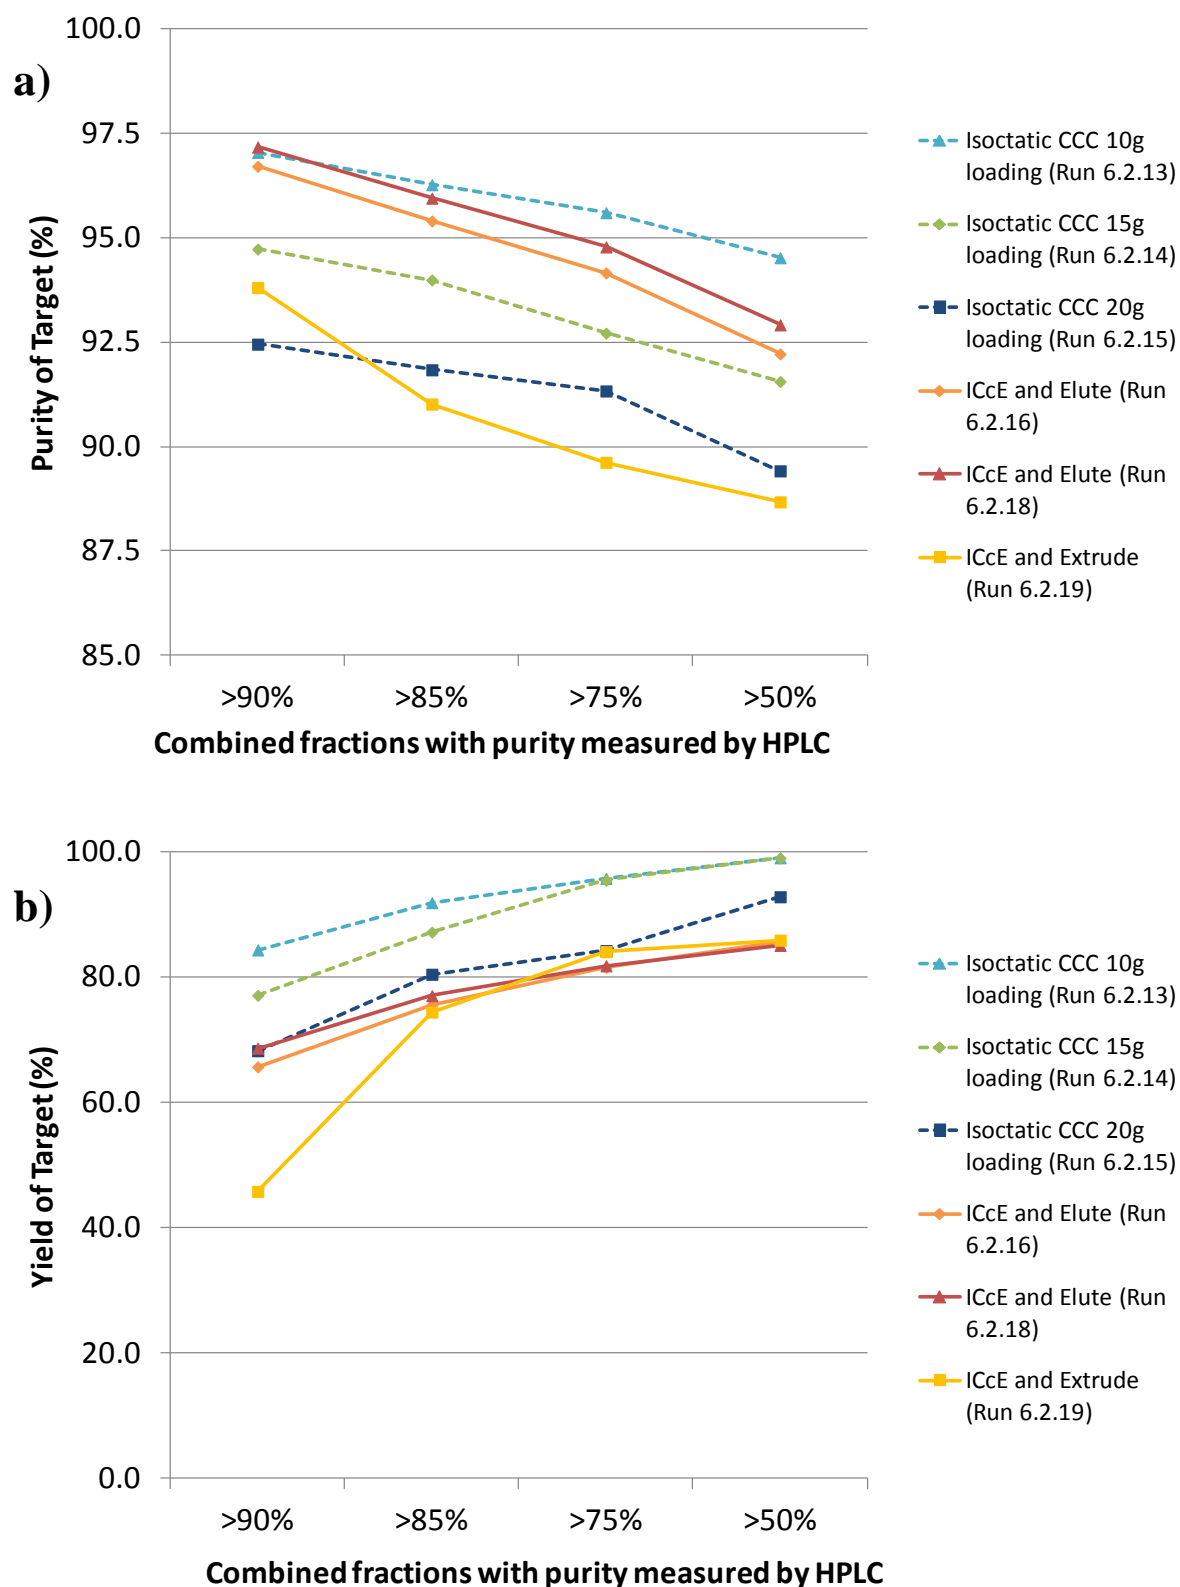 a)
100.0
97.5
95.0
92.5
90.0
87.5
85.0
Purity of Target (%)
>90%
>85%
>75%
>50%
Combined fractions with purity measured by HPLC
Isoctatic CCC 10g
loading (Run 6.2.13)
Isoctatic CCC 15g
loading (Run 6.2.14)
Isoctatic CCC 20g
loading (Run 6.2.15)
ICcE and Elute (Run
6.2.16)
ICcE and Elute (Run
6.2.18)
ICcE and Extrude
(Run 6.2.19)
b)
100.0
80.0
60.0
40.0
20.0
0.0
Yield of Target (%)
>90%
>85%
>75%
>50%
Combined fractions with purity measured by HPLC
Isoctatic CCC 10g
loading (Run 6.2.13)
Isoctatic CCC 15g
loading (Run 6.2.14)
Isoctatic CCC 20g
loading (Run 6.2.15)
ICcE and Elute (Run
6.2.16)
ICcE and Elute (Run
6.2.18)
ICcE and Extrude
(Run 6.2.19)